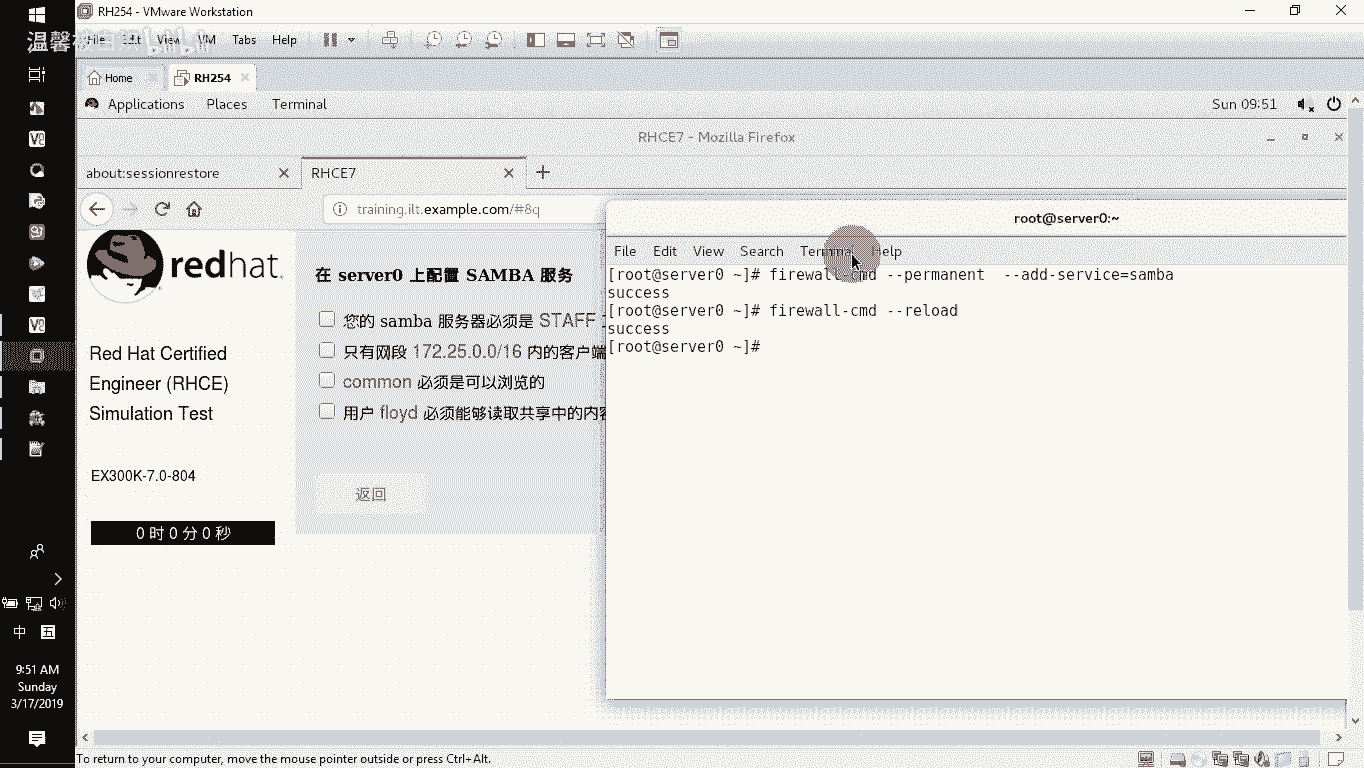 RH254 - VMware Workstation
温馨
File Edit View VM Tabs Help
Home
RH254
Applications Places Terminal
Sun 09:51
RHCE7 - Mozilla Firefox
about:sessionrestore
RHCE7
training.ilt.example.com/#8q
redhat.
Red Hat Certified
Engineer (RHCE)
Simulation Test
EX300K-7.0-804
0 时 0 分 0 秒
在 server0 上配置 SAMBA 服务
您的 samba 服务器必须是 STAFF
只有网段 172.25.0.0/16 内的客户端
common 必须是可以浏览的
用户 floyd 必须能够读取共享中的内容
返回
root@server0:~
File Edit View Search Terminal Help
[root@server0 ~]# firewall-cmd --permanent  --add-service=samba
success
[root@server0 ~]# firewall-cmd --reload
success
[root@server0 ~]#
中 五
9:51 AM
Sunday
3/17/2019
To return to your computer, move the mouse pointer outside or press Ctrl+Alt.